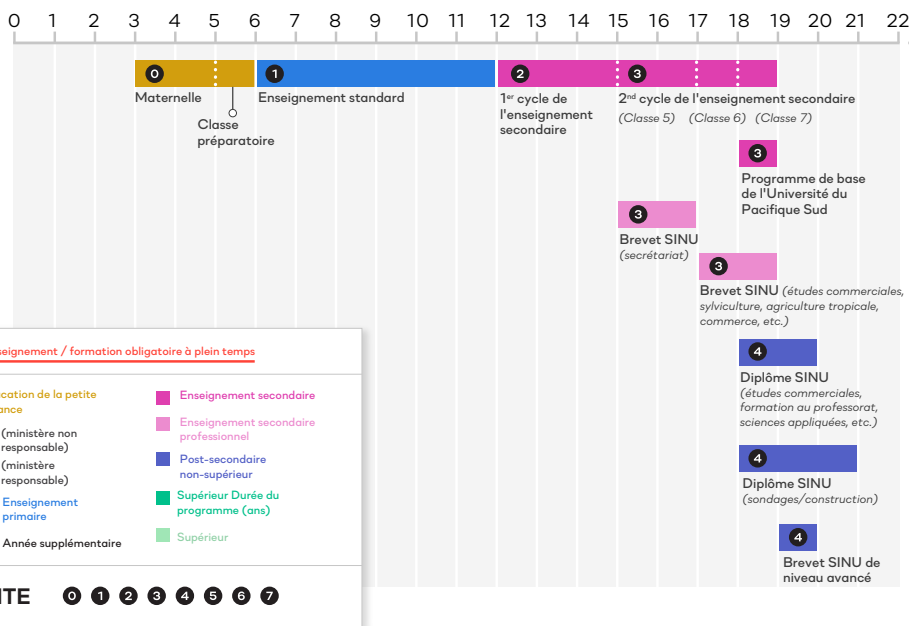 0 1 2 3 4 5 6 7 8 9 10 11 12 13 14 15 16 17 18 19 20 21 22
0 1 2 3
Maternelle
Classe
préparatoire
Enseignement standard
1er cycle de
l'enseignement
secondaire
2nd cycle de l'enseignement secondaire
(Classe 5) (Classe 6) (Classe 7)
3
Programme de base
de l'Université du
Pacifique Sud
3
Brevet SINU
(secrétariat)
3
Brevet SINU (études commerciales,
sylviculture, agriculture tropicale,
commerce, etc.)
4
Diplôme SINU
(études commerciales,
formation au professorat,
sciences appliquées, etc.)
4
Diplôme SINU
(sondages/construction)
4
Brevet SINU de
niveau avancé
seignement / formation obligatoire à plein temps
cation de la petite
ance
(ministère non
responsable)
(ministère
responsable)
Enseignement
primaire
Année supplémentaire
Enseignement secondaire
Enseignement secondaire
professionnel
Post-secondaire
non-supérieur
Supérieur Durée du
programme (ans)
Supérieur
ITE 0 1 2 3 4 5 6 7